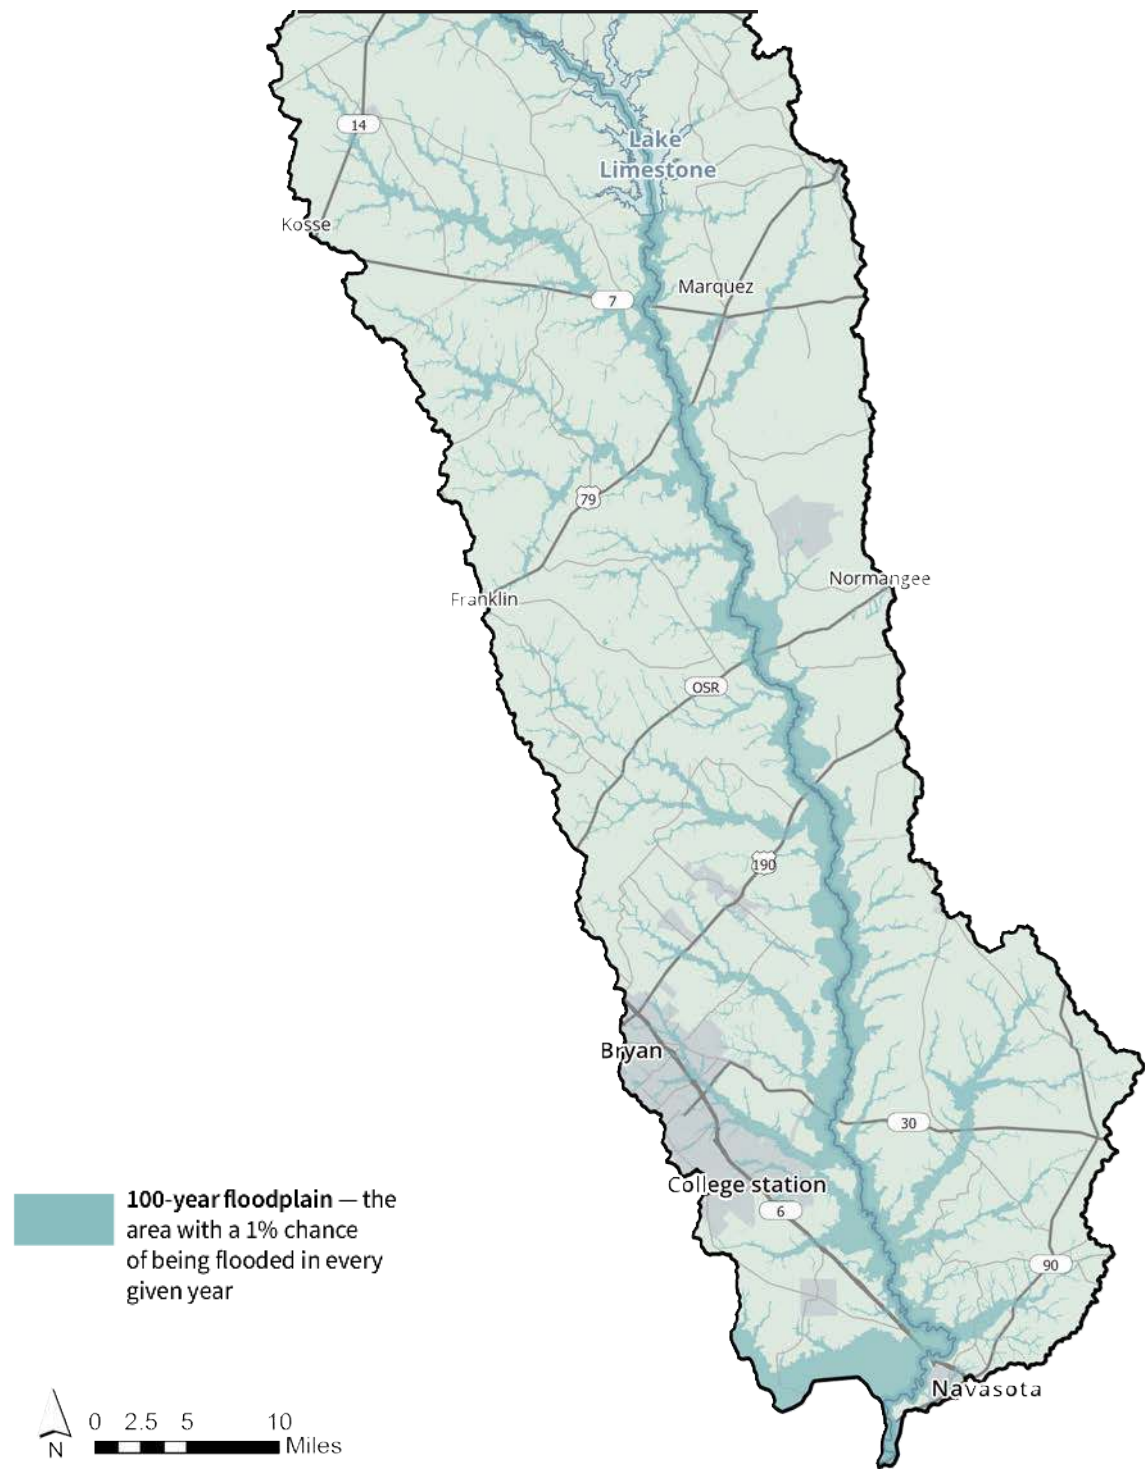 Lake
Limestone
14
Kosse
7
Marquez
79
Normangee
Franklin
OSR
190
Bryan
30
College station
6
90
Navasota
100-year floodplain — the
area with a 1% chance
of being flooded in every
given year
N
0 2.5 5 10
Miles